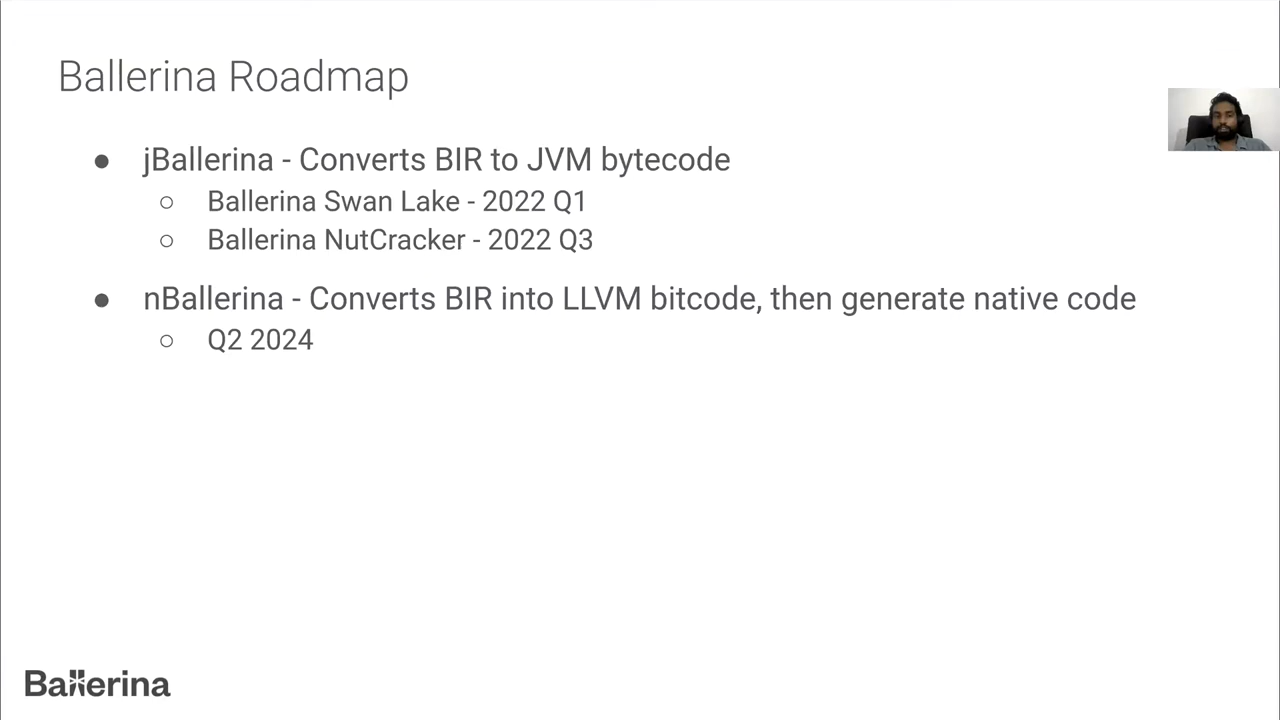 Ballerina Roadmap
● jBallerina - Converts BIR to JVM bytecode
○ Ballerina Swan Lake - 2022 Q1
○ Ballerina NutCracker - 2022 Q3
● nBallerina - Converts BIR into LLVM bitcode, then generate native code
○ Q2 2024
Ballerina